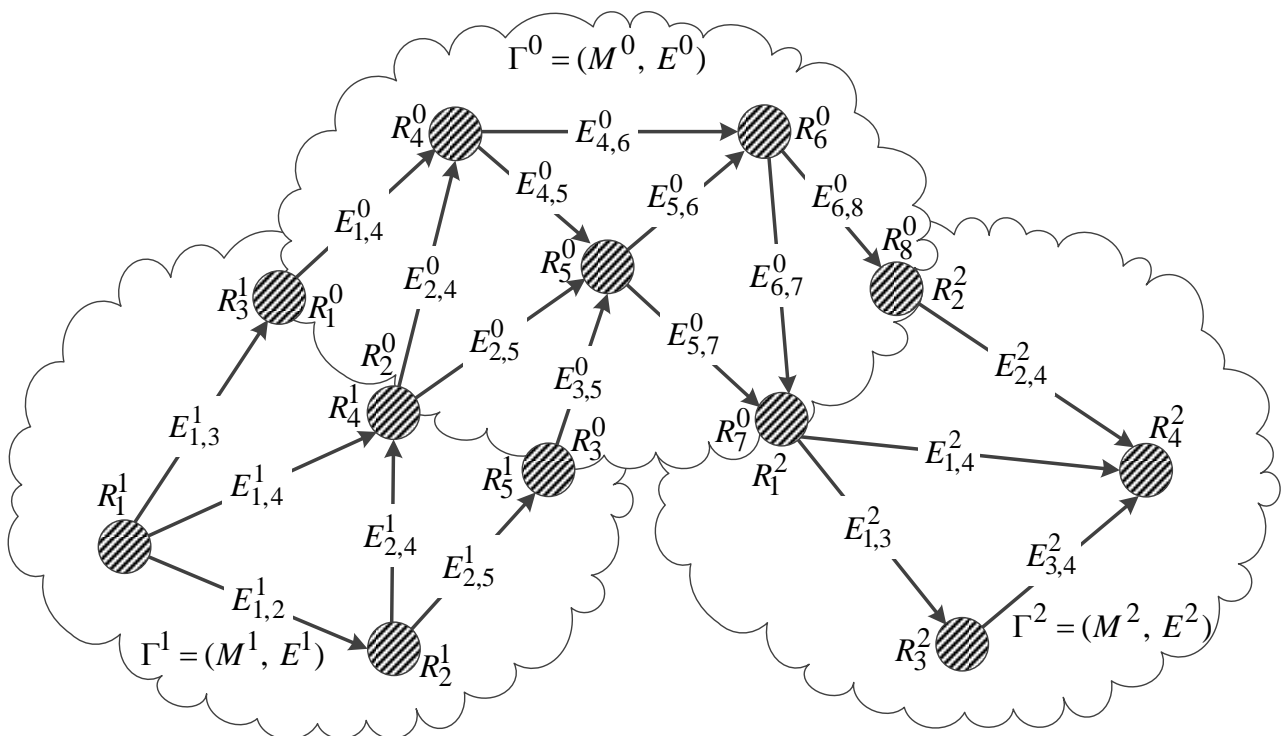 Γ^0 = (M^0, E^0)
R_4^0
E_{4,6}^0
R_6^0
E_{4,5}^0
E_{5,6}^0
E_{6,8}^0
E_{1,4}^0
R_8^0
R_5^0
E_{2,4}^0
E_{6,7}^0
R_3^1
R_1^0
R_2^2
E_{2,5}^0
E_{5,7}^0
R_2^0
E_{3,5}^0
E_{2,4}^2
R_4^1
E_{1,3}^1
R_3^0
R_7^0
R_4^2
E_{1,4}^2
R_1^2
R_5^1
E_{1,4}^1
R_1^1
E_{1,3}^2
E_{2,4}^1
E_{2,5}^1
E_{3,4}^2
E_{1,2}^1
Γ^2 = (M^2, E^2)
Γ^1 = (M^1, E^1)
R_2^1
R_3^2